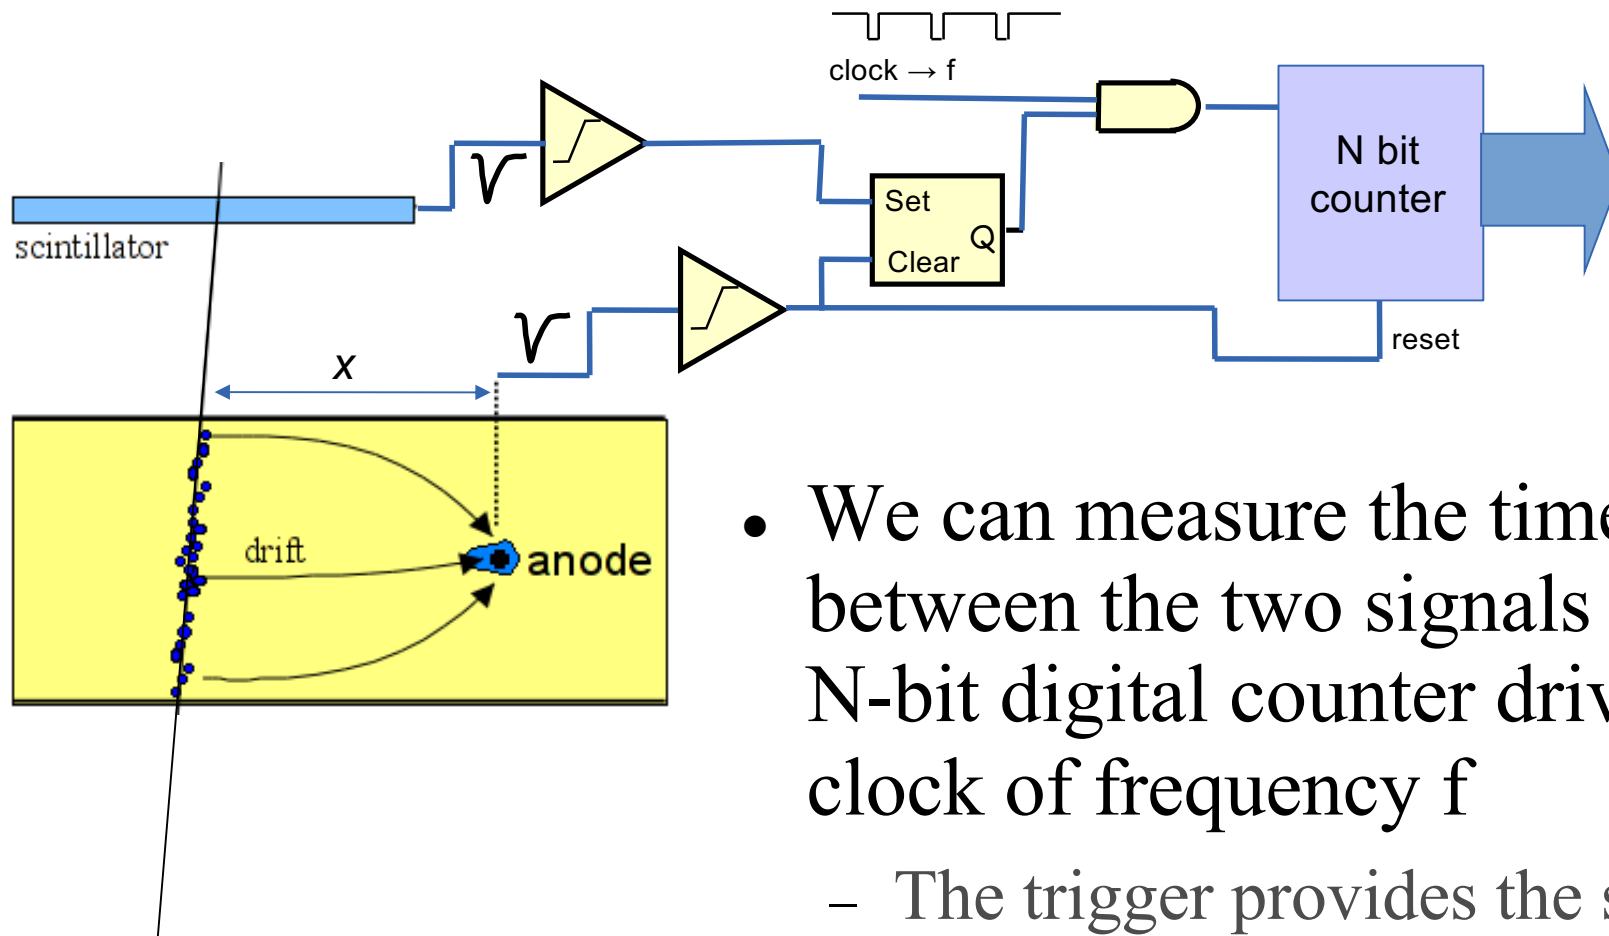 clock → f
N bit
counter
Set
Q
Clear
scintillator
reset
x
drift
anode
• We can measure the time
between the two signals
N-bit digital counter driv
clock of frequency f
– The trigger provides the s